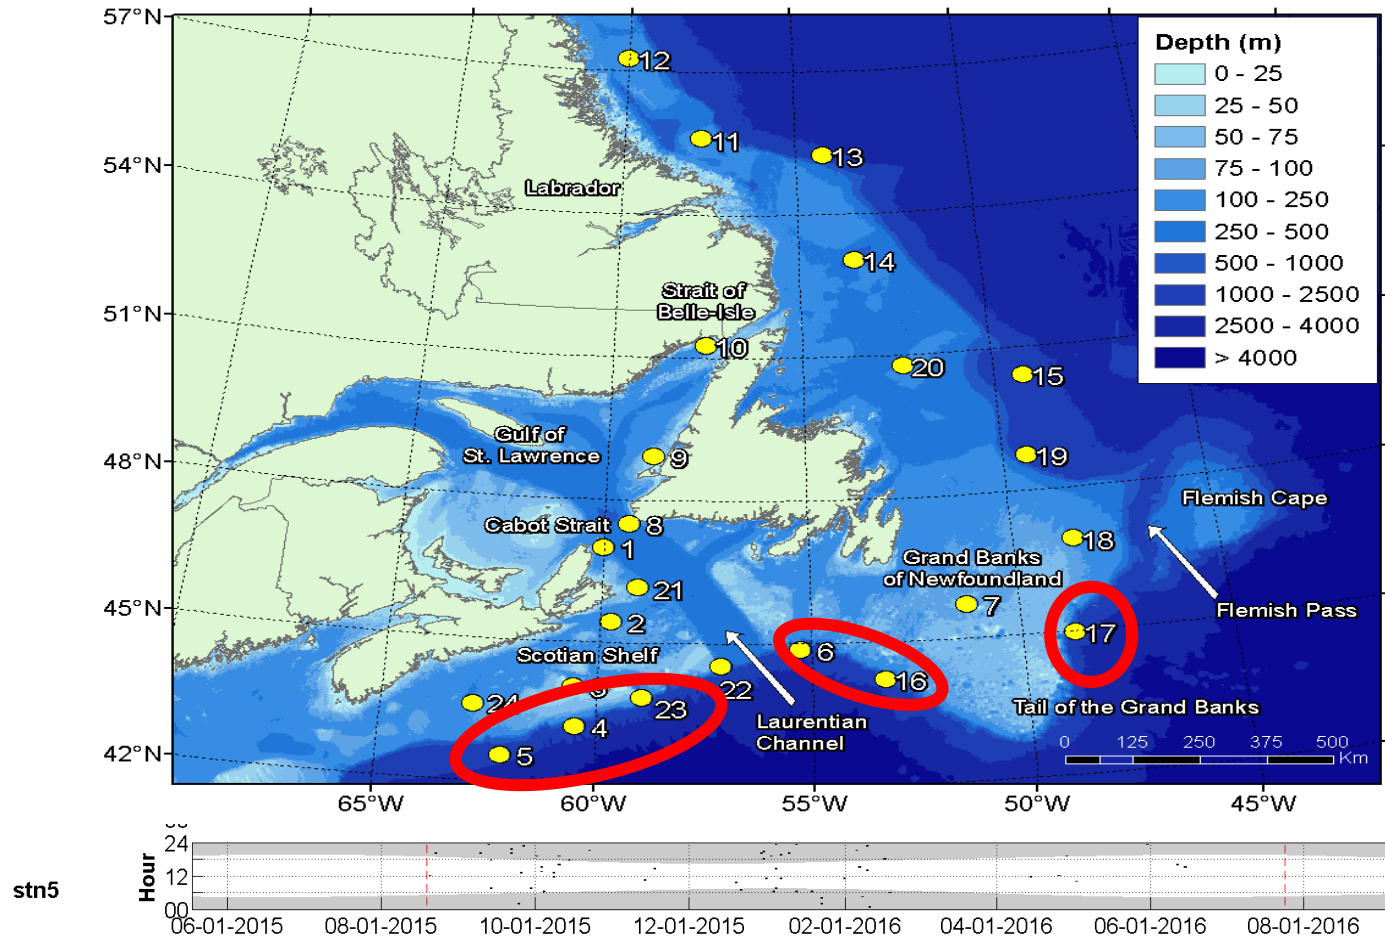 57°N
54°N
51°N
48°N
45°N
42°N
65°W
60°W
55°W
50°W
45°W
Depth (m)
0 - 25
25 - 50
50 - 75
75 - 100
100 - 250
250 - 500
500 - 1000
1000 - 2500
2500 - 4000
> 4000
12
11
13
Labrador
14
Strait of
Belle-Isle
10
20
15
Gulf of
St. Lawrence
9
19
Flemish Cape
Cabot Strait
8
1
18
Grand Banks
of Newfoundland
21
7
Flemish Pass
2
17
Scotian Shelf
6
16
22
24
23
Tail of the Grand Banks
4
Laurentian
Channel
5
0 125 250 375 500
Km
stn5
Hour
24
12
00
06-01-2015 08-01-2015 10-01-2015 12-01-2015 02-01-2016 04-01-2016 06-01-2016 08-01-2016